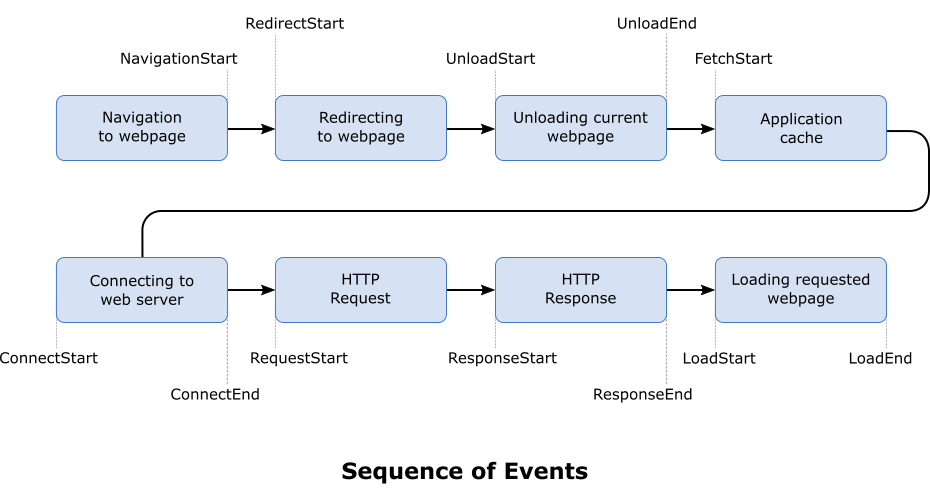 RedirectStart
UnloadEnd
NavigationStart
UnloadStart
FetchStart
Navigation
to webpage
Redirecting
to webpage
Unloading current
webpage
Application
cache
Connecting to
web server
HTTP
Request
HTTP
Response
Loading requested
webpage
ConnectStart
RequestStart
ResponseStart
LoadStart
LoadEnd
ConnectEnd
ResponseEnd
Sequence of Events